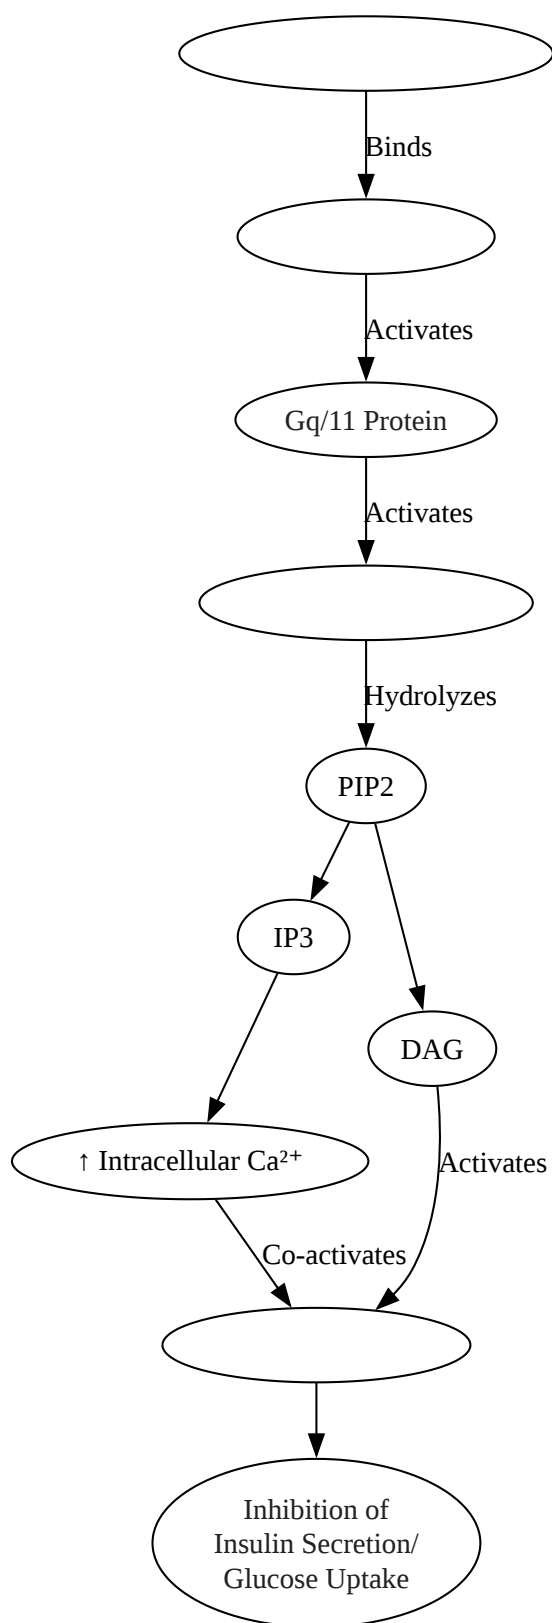 Binds
Activates
Gq/11 Protein
Activates
Hydrolyzes
PIP2
IP3
DAG
↑ Intracellular Ca²⁺
Activates
Co-activates
Inhibition of
Insulin Secretion/
Glucose Uptake